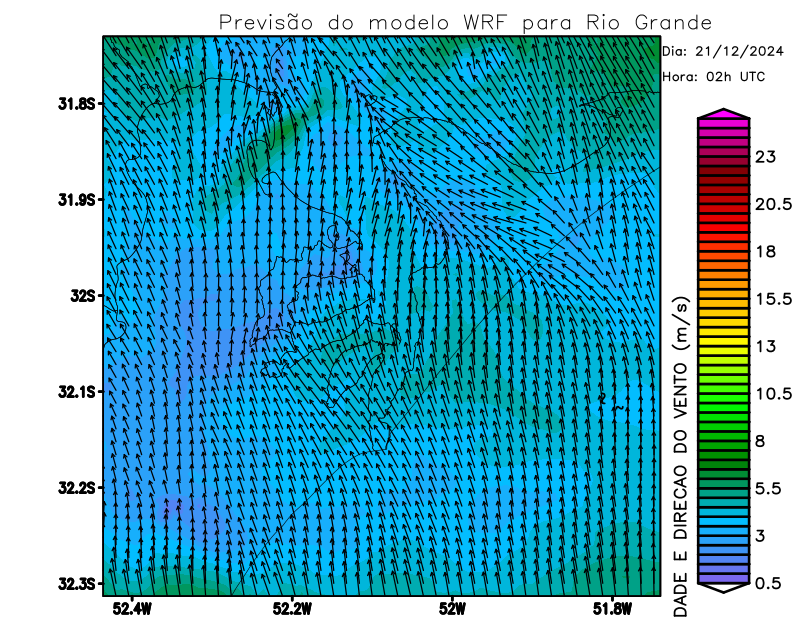 Previsão do modelo WRF para Rio Grande
Dia: 21/12/2024
Hora: 02h UTC
31.8S
31.9S
32S
32.1S
32.2S
32.3S
52.4W
52.2W
52W
51.8W
DADE E DIRECAO DO VENTO (m/s)
23
20.5
18
15.5
13
10.5
8
5.5
3
0.5